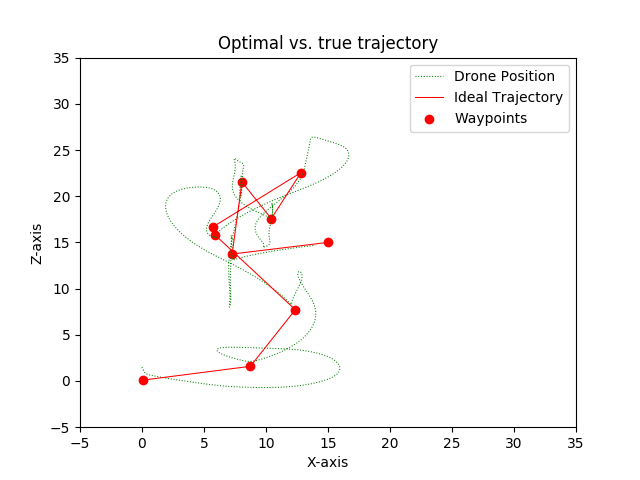 Optimal vs. true trajectory
35
30
25
20
15
10
5
0
−5
Z-axis
Drone Position
Ideal Trajectory
Waypoints
−5 0 5 10 15 20 25 30 35
X-axis